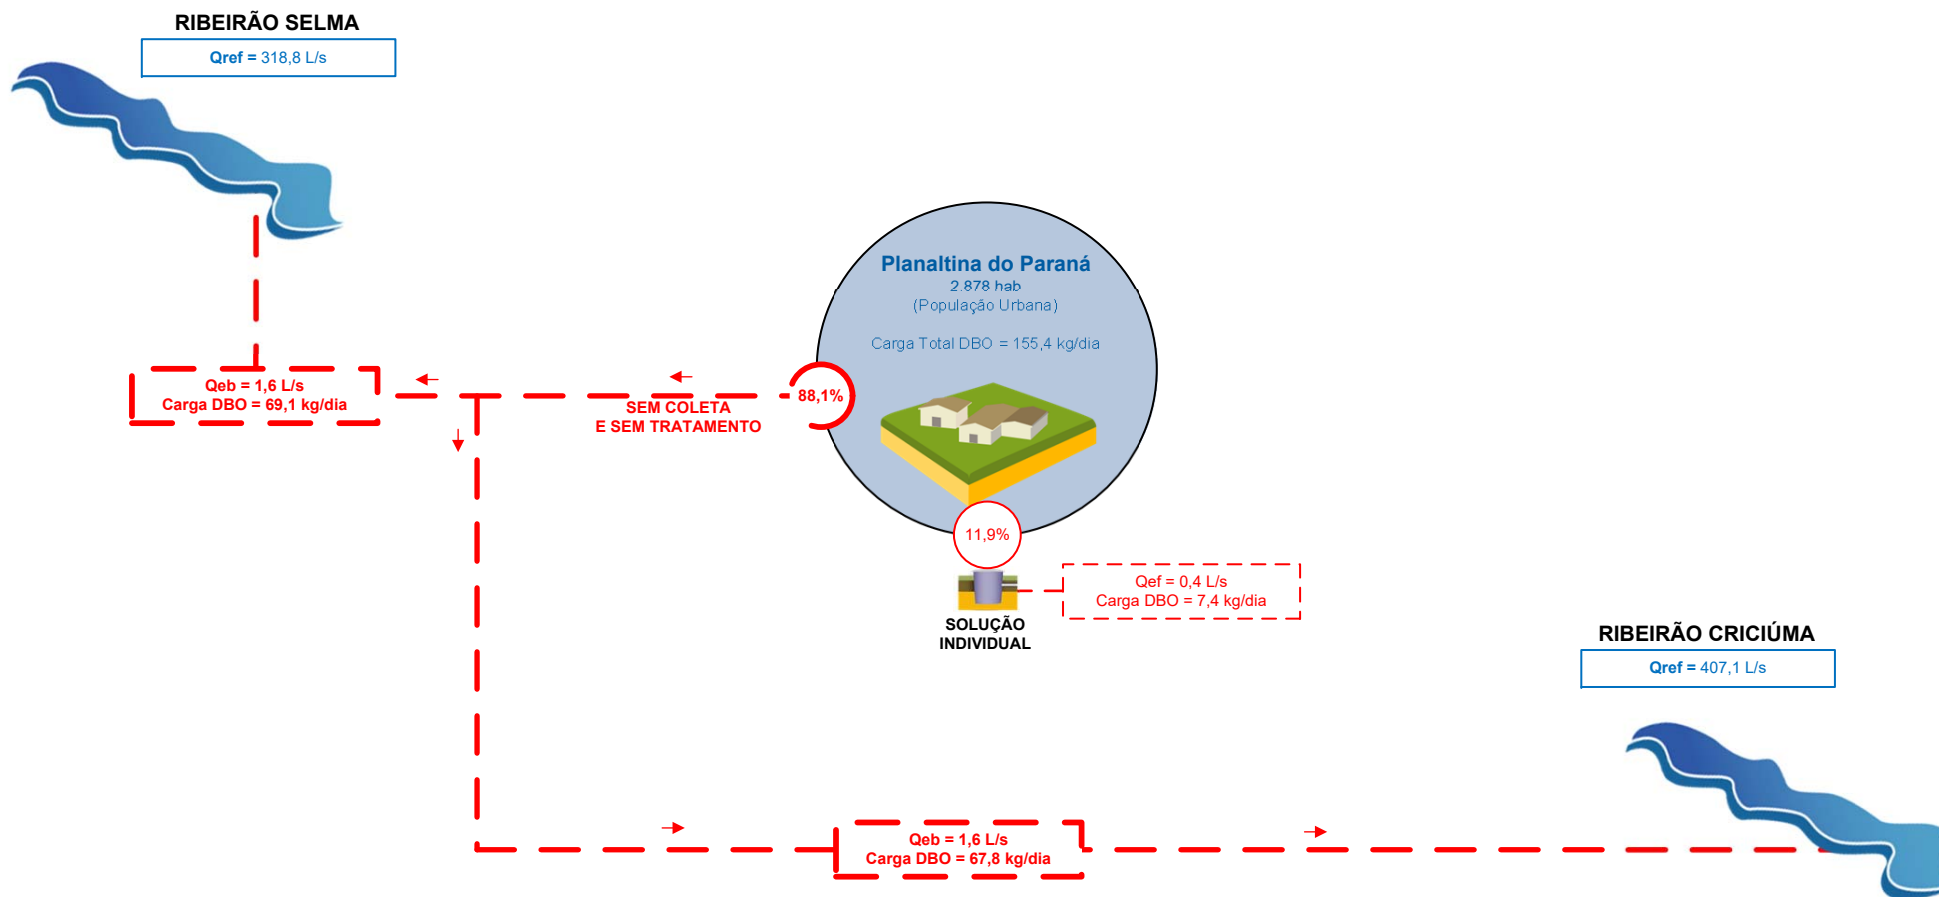 RIBEIRÃO SELMA
Qref = 318,8 L/s
Planaltina do Paraná
2.878 hab
(População Urbana)
Carga Total DBO = 155,4 kg/dia
Qeb = 1,6 L/s
Carga DBO = 69,1 kg/dia
88,1%
SEM COLETA
E SEM TRATAMENTO
11,9%
Qef = 0,4 L/s
Carga DBO = 7,4 kg/dia
SOLUÇÃO
INDIVIDUAL
RIBEIRÃO CRICIÚMA
Qref = 407,1 L/s
Qeb = 1,6 L/s
Carga DBO = 67,8 kg/dia